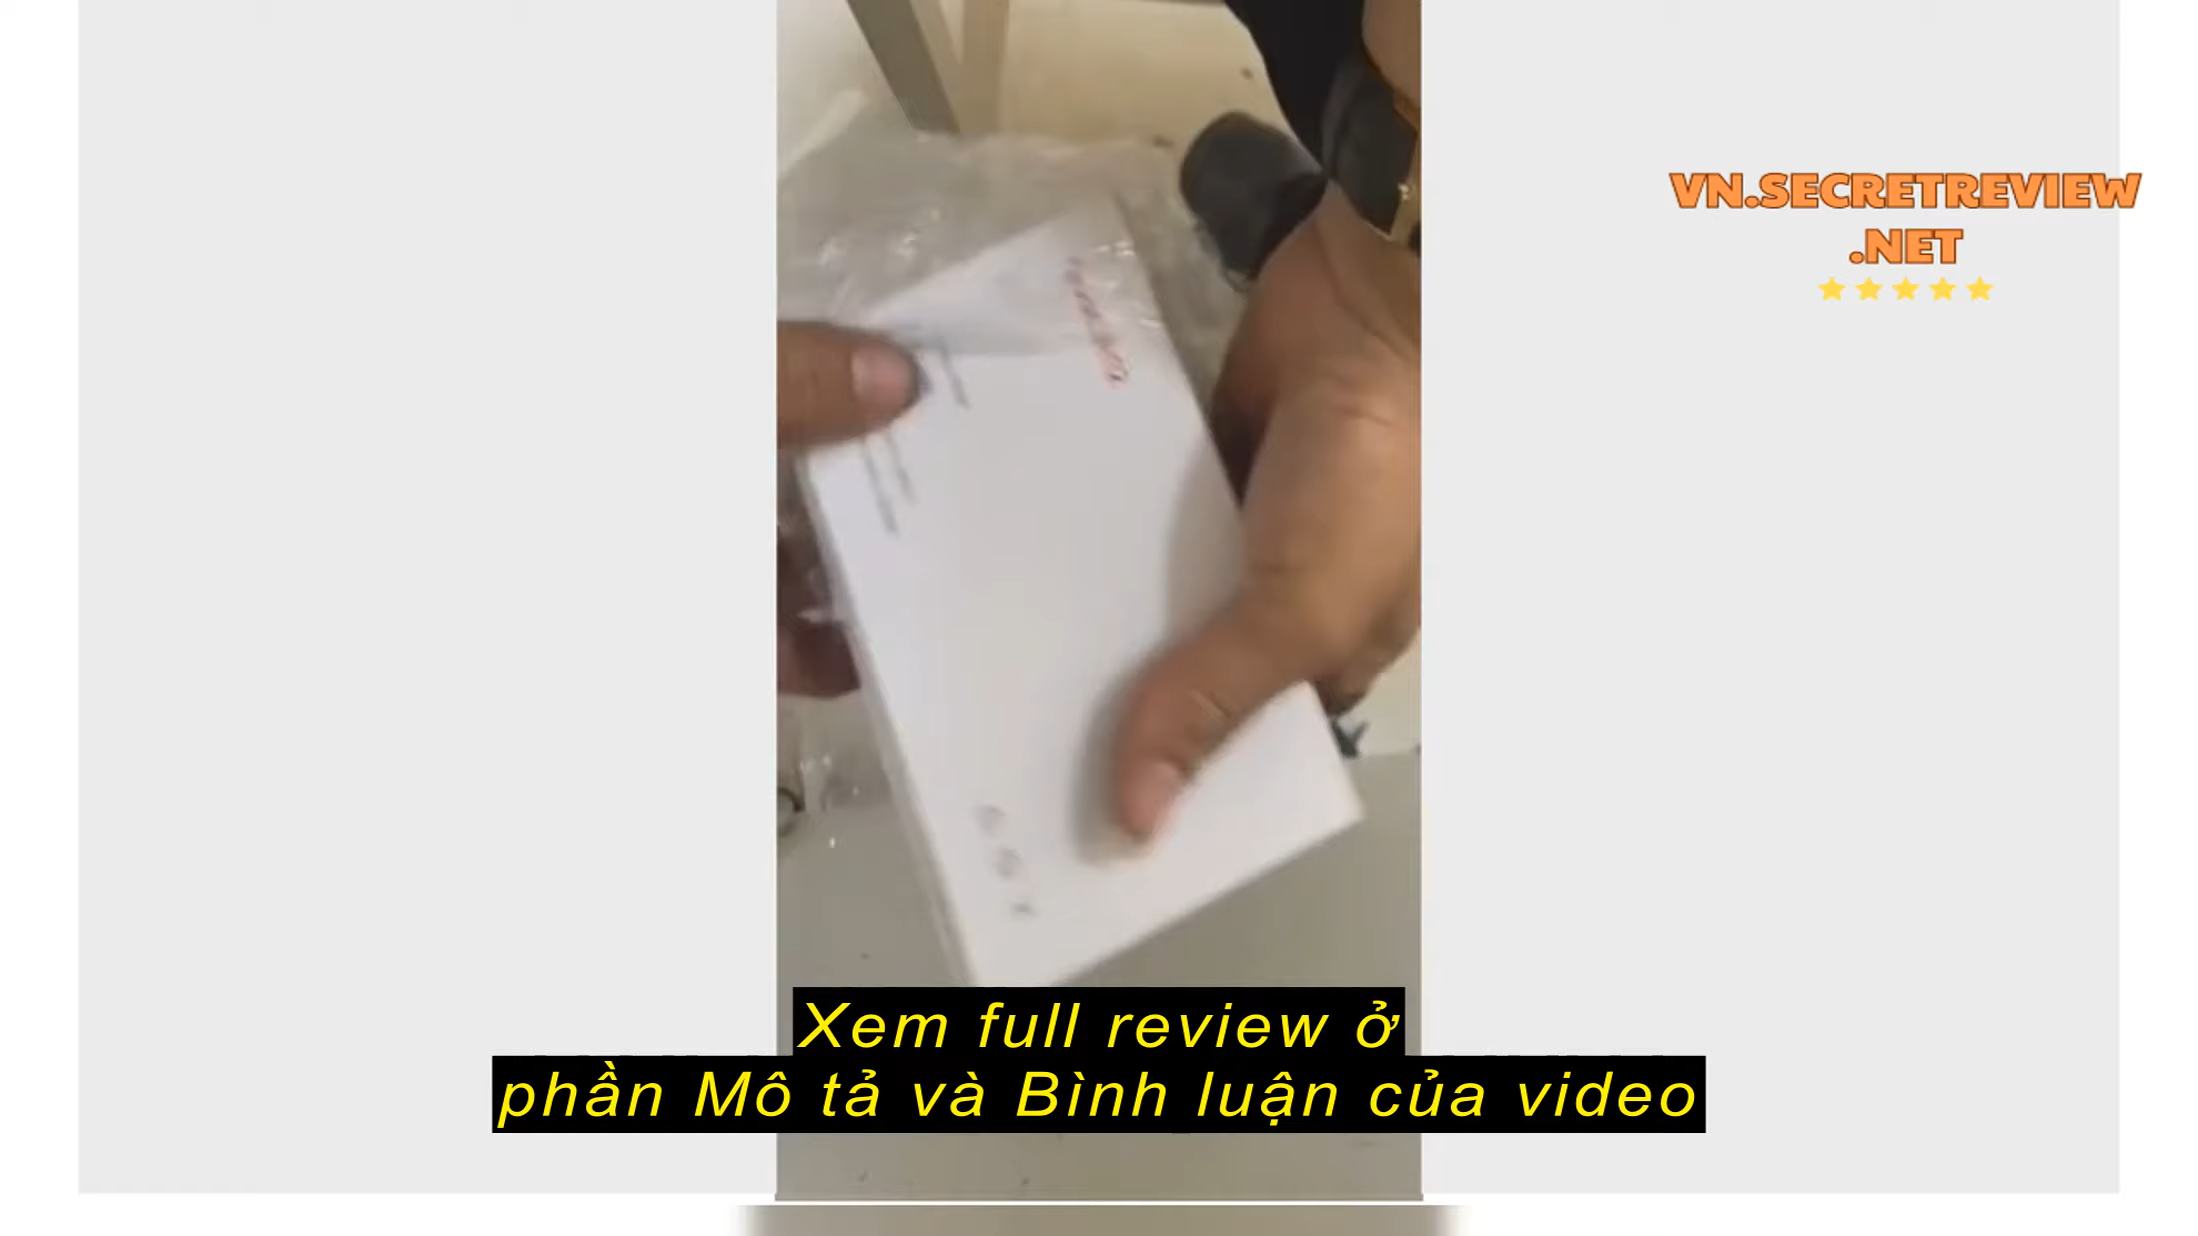 VN.SECRETREVIEW
.NET
Xem full review ở
phần Mô tả và Bình luận của video